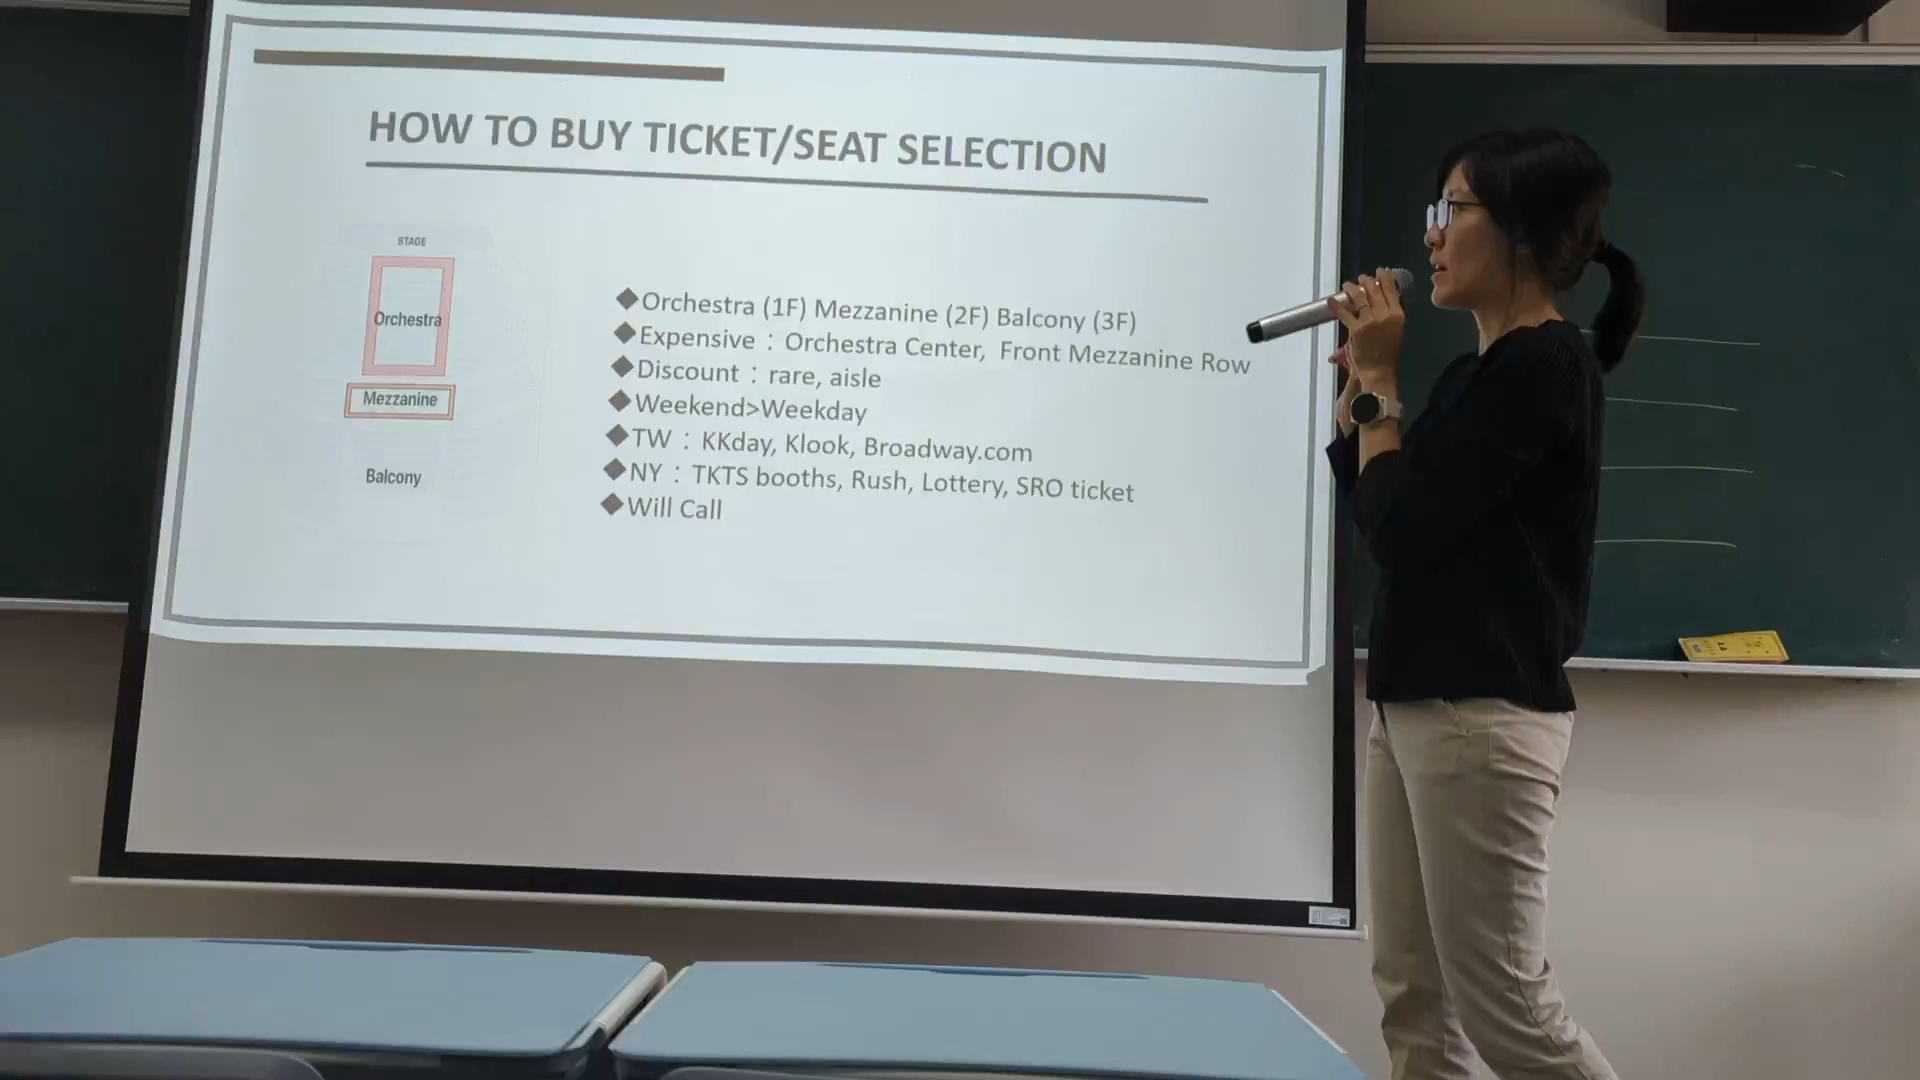 HOW TO BUY TICKET/SEAT SELECTION
STAGE
Orchestra
Mezzanine
Balcony
◆Orchestra (1F) Mezzanine (2F) Balcony (3F)
◆Expensive：Orchestra Center, Front Mezzanine Row
◆Discount：rare, aisle
◆Weekend>Weekday
◆TW：KKday, Klook, Broadway.com
◆NY：TKTS booths, Rush, Lottery, SRO ticket
◆Will Call